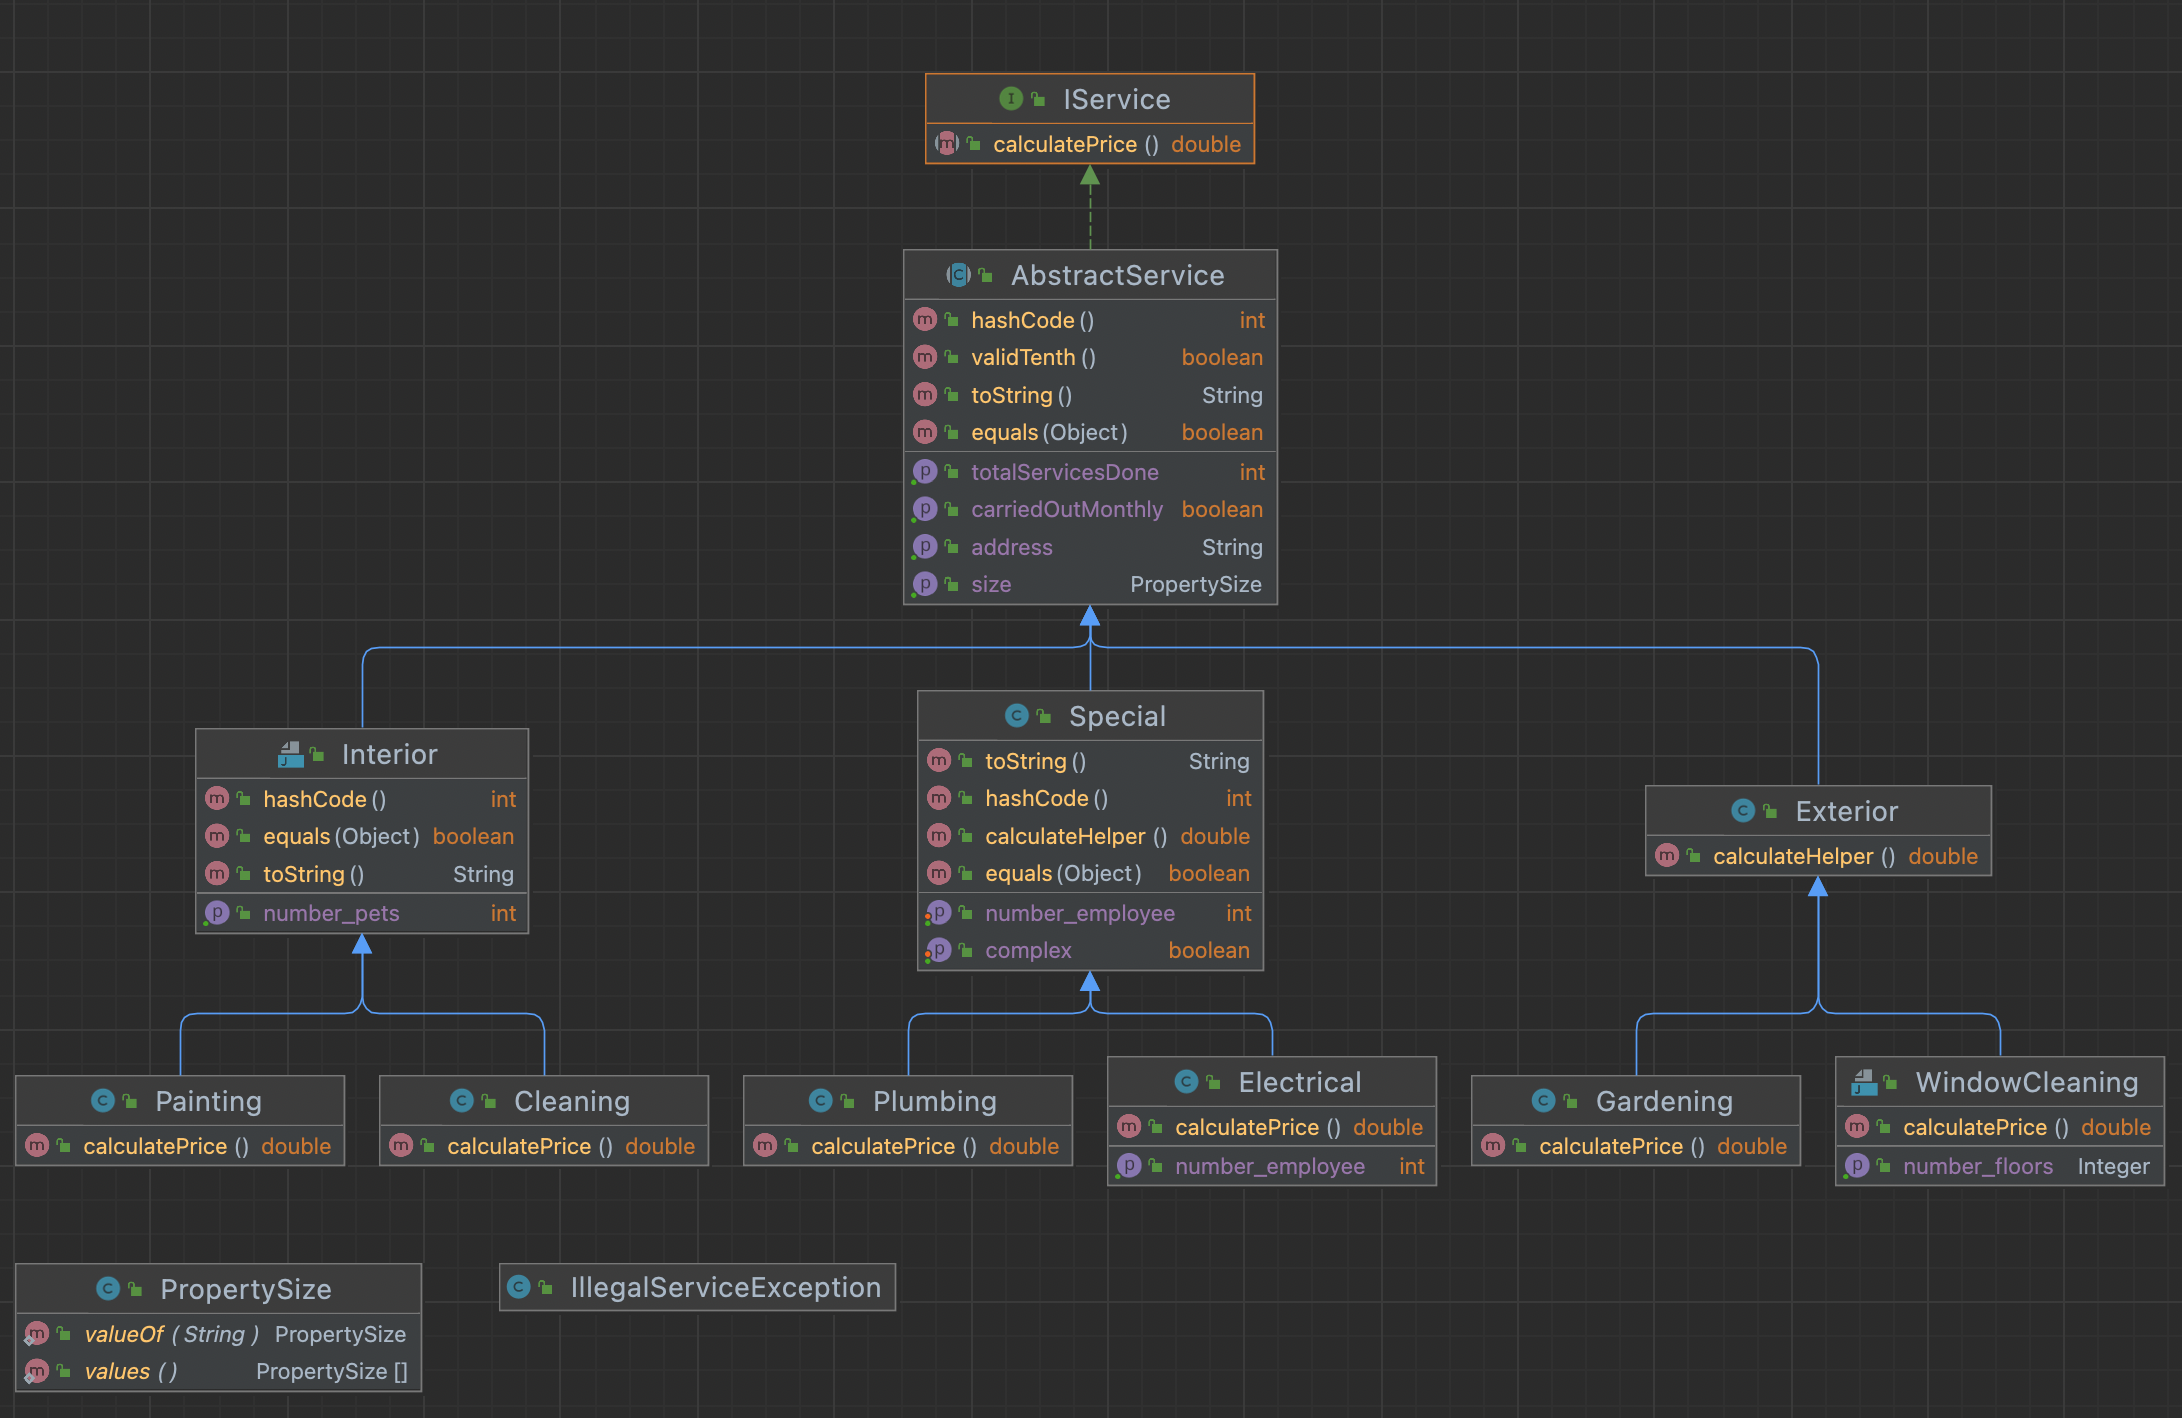 IService
calculatePrice () double
AbstractService
hashCode () int
validTenth () boolean
toString () String
equals (Object) boolean
totalServicesDone int
carriedOutMonthly boolean
address String
size PropertySize
Interior
hashCode () int
equals (Object) boolean
toString () String
number_pets int
Special
toString () String
hashCode () int
calculateHelper () double
equals (Object) boolean
number_employee int
complex boolean
Exterior
calculateHelper () double
Painting
calculatePrice () double
Cleaning
calculatePrice () double
Plumbing
calculatePrice () double
Electrical
calculatePrice () double
number_employee int
Gardening
calculatePrice () double
WindowCleaning
calculatePrice () double
number_floors Integer
PropertySize
valueOf (String) PropertySize
values () PropertySize []
IllegalServiceException